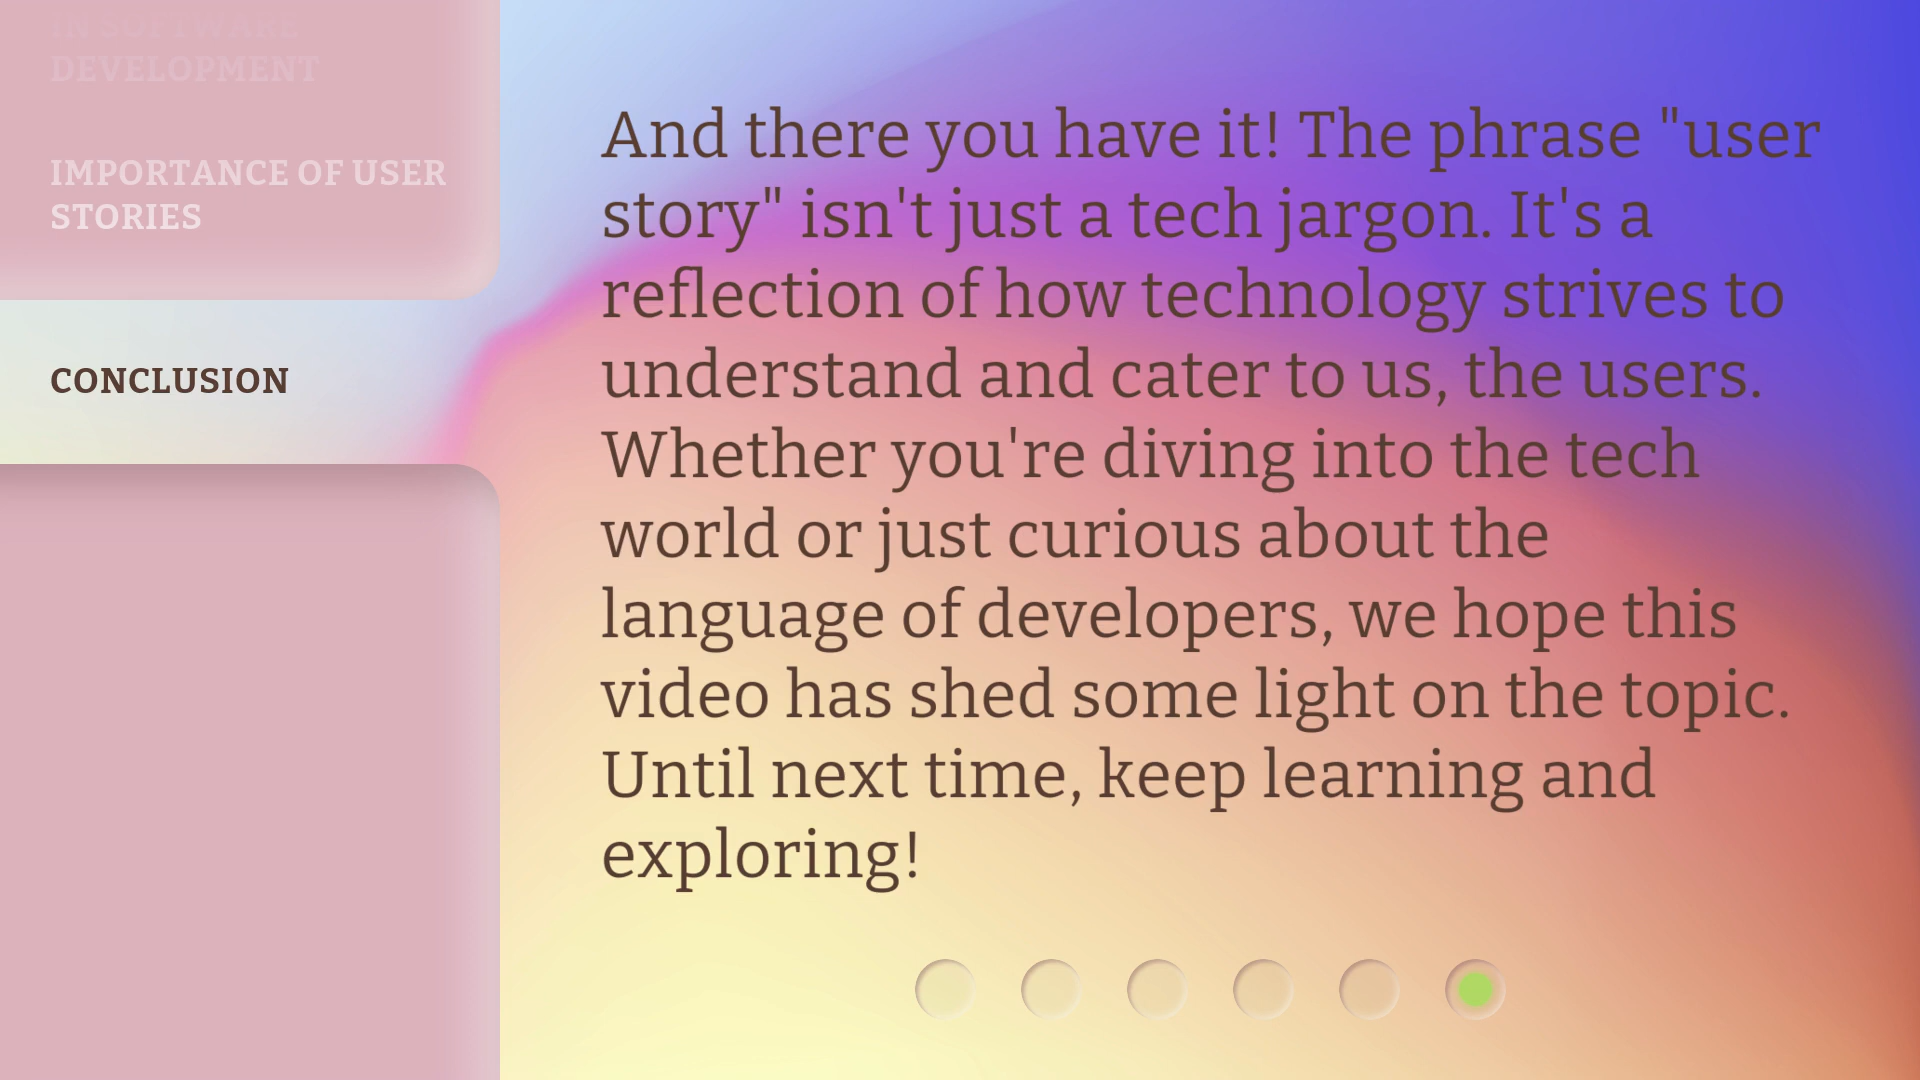 IN SOFTWARE
DEVELOPMENT
IMPORTANCE OF USER
STORIES
CONCLUSION
And there you have it! The phrase "user
story" isn't just a tech jargon. It's a
reflection of how technology strives to
understand and cater to us, the users.
Whether you're diving into the tech
world or just curious about the
language of developers, we hope this
video has shed some light on the topic.
Until next time, keep learning and
exploring!